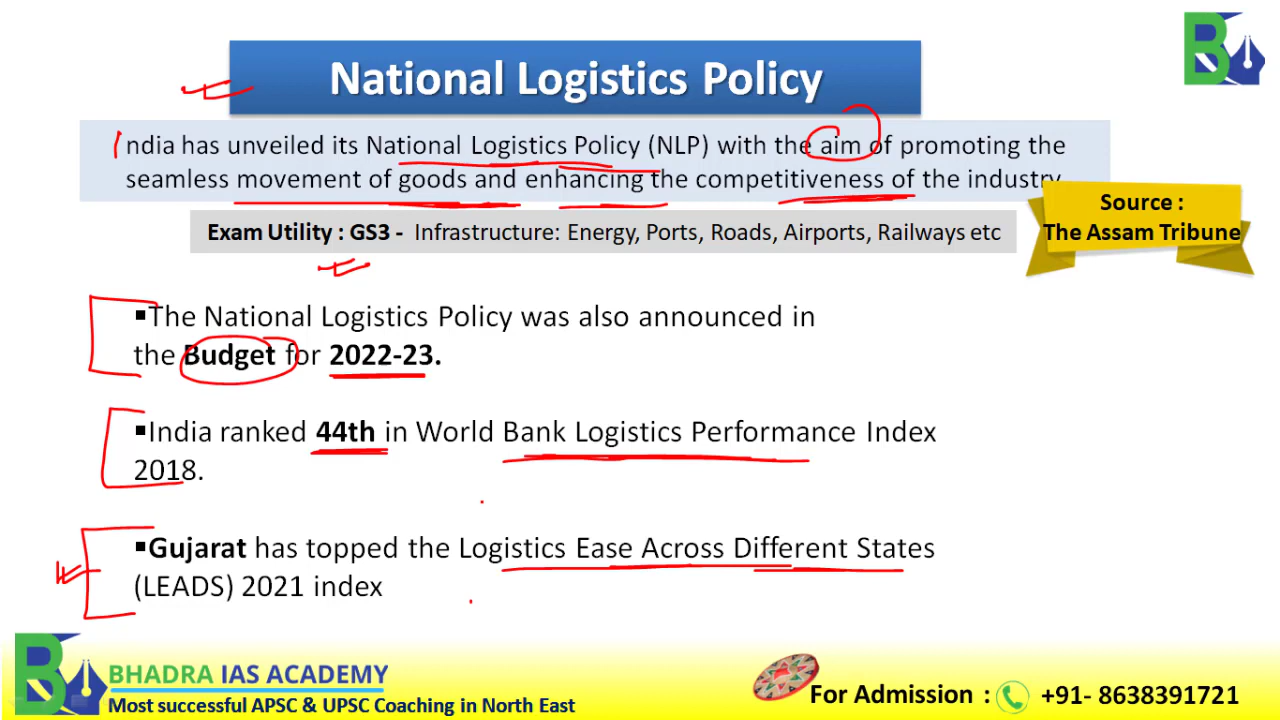 National Logistics Policy
India has unveiled its National Logistics Policy (NLP) with the aim of promoting the
seamless movement of goods and enhancing the competitiveness of the industry
Source :
The Assam Tribune
Exam Utility : GS3 - Infrastructure: Energy, Ports, Roads, Airports, Railways etc
▪The National Logistics Policy was also announced in
the Budget for 2022-23.
▪India ranked 44th in World Bank Logistics Performance Index
2018.
▪Gujarat has topped the Logistics Ease Across Different States
(LEADS) 2021 index
BHADRA IAS ACADEMY
Most successful APSC & UPSC Coaching in North East
For Admission : +91- 8638391721